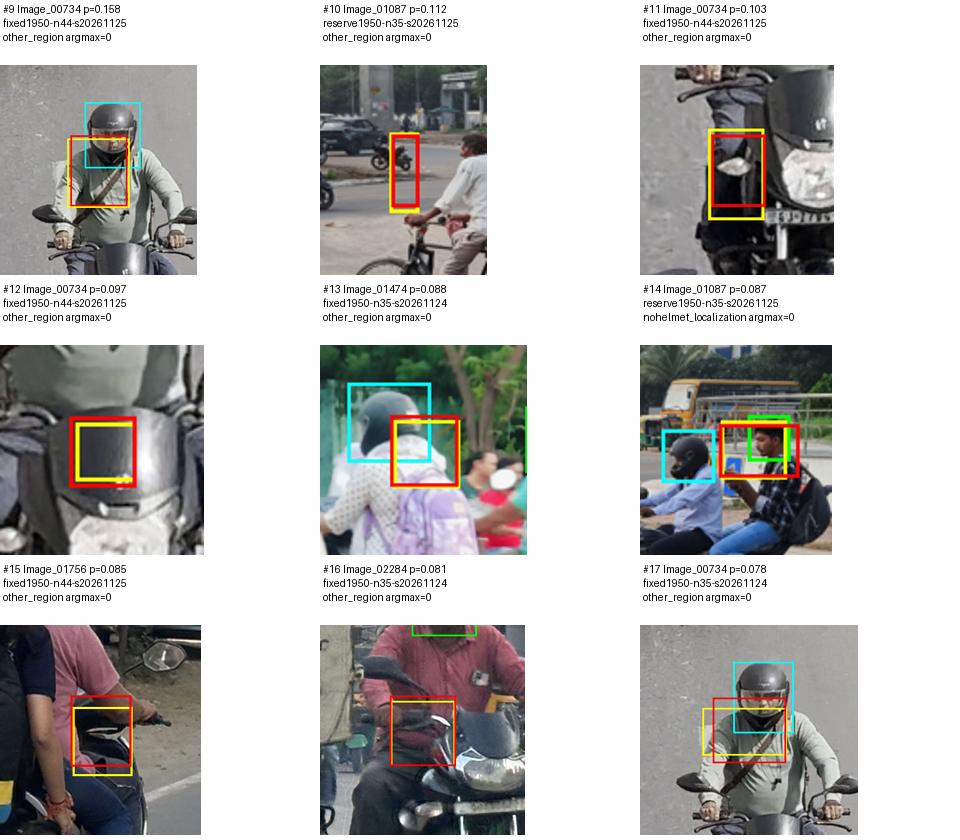 #9 Image_00734 p=0.158
fixed1950-n44-s20261125
other_region argmax=0
#10 Image_01087 p=0.112
reserve1950-n35-s20261125
other_region argmax=0
#11 Image_00734 p=0.103
fixed1950-n44-s20261125
other_region argmax=0
#12 Image_00734 p=0.097
fixed1950-n44-s20261125
other_region argmax=0
#13 Image_01474 p=0.088
fixed1950-n35-s20261124
other_region argmax=0
#14 Image_01087 p=0.087
reserve1950-n35-s20261125
nohelmet_localization argmax=0
#15 Image_01756 p=0.085
fixed1950-n44-s20261125
other_region argmax=0
#16 Image_02284 p=0.081
fixed1950-n35-s20261124
other_region argmax=0
#17 Image_00734 p=0.078
fixed1950-n35-s20261124
other_region argmax=0